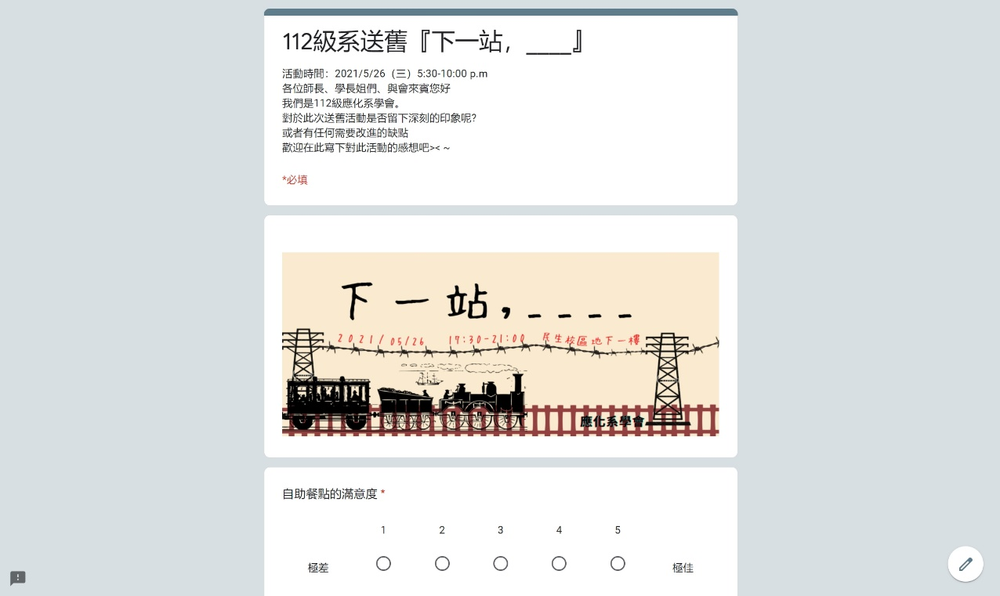 112級系送舊『下一站，____』
活動時間：2021/5/26（三）5:30-10:00 p.m
各位師長、學長姐們、與會來賓您好
我們是112級應化系學會。
對於此次送舊活動是否留下深刻的印象呢?
或者有任何需要改進的缺點
歡迎在此寫下對此活動的感想吧>< ~
*必填
下一站，_ _ _ _
2021/05/26 17:30-21:00 民生校區地下一樓
應化系學會
自助餐點的滿意度 *
1 2 3 4 5
極差 極佳